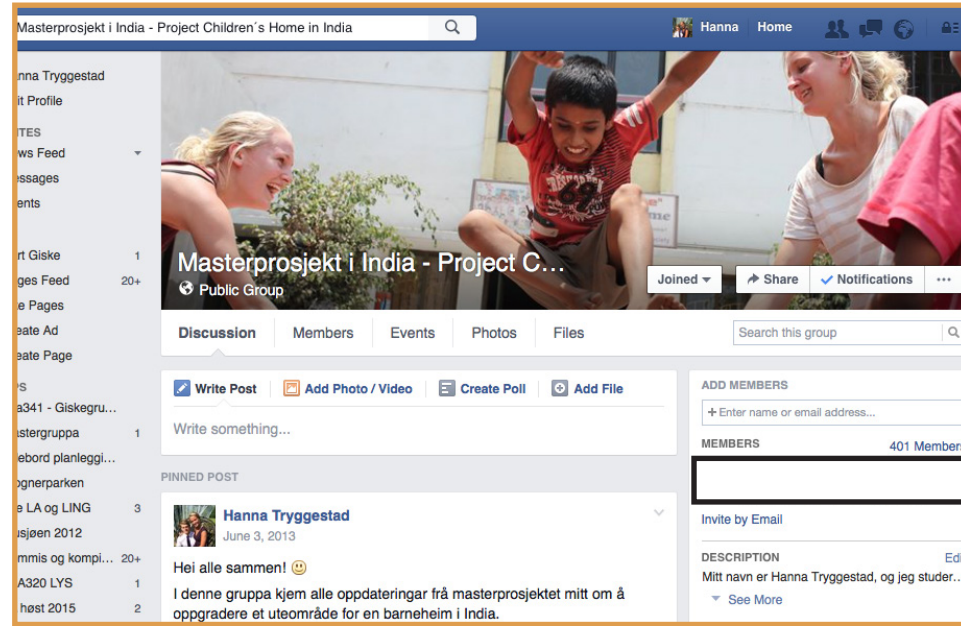 Masterprosjekt i India - Project Children´s Home in India
Hanna Home
nna Tryggestad
it Profile
ITES
ws Feed
essages
ents
rt Giske 1
ges Feed 20+
e Pages
eate Ad
eate Page
PS
a341 - Giskegru...
astergruppa 1
ebord planleggi...
ognerparken
e LA og LING 3
usjøen 2012
mmis og kompi... 20+
A320 LYS 1
høst 2015 2
69
Masterprosjekt i India - Project C...
Public Group
Joined Share Notifications ...
Discussion Members Events Photos Files
Search this group
Write Post Add Photo / Video Create Poll Add File
Write something...
PINNED POST
Hanna Tryggestad
June 3, 2013
Hei alle sammen! 🙂
I denne gruppa kjem alle oppdateringar frå masterprosjektet mitt om å
oppgradere et uteområde for en barneheim i India.
ADD MEMBERS
+ Enter name or email address...
MEMBERS 401 Members
Invite by Email
DESCRIPTION Edi
Mitt navn er Hanna Tryggestad, og jeg studer...
See More